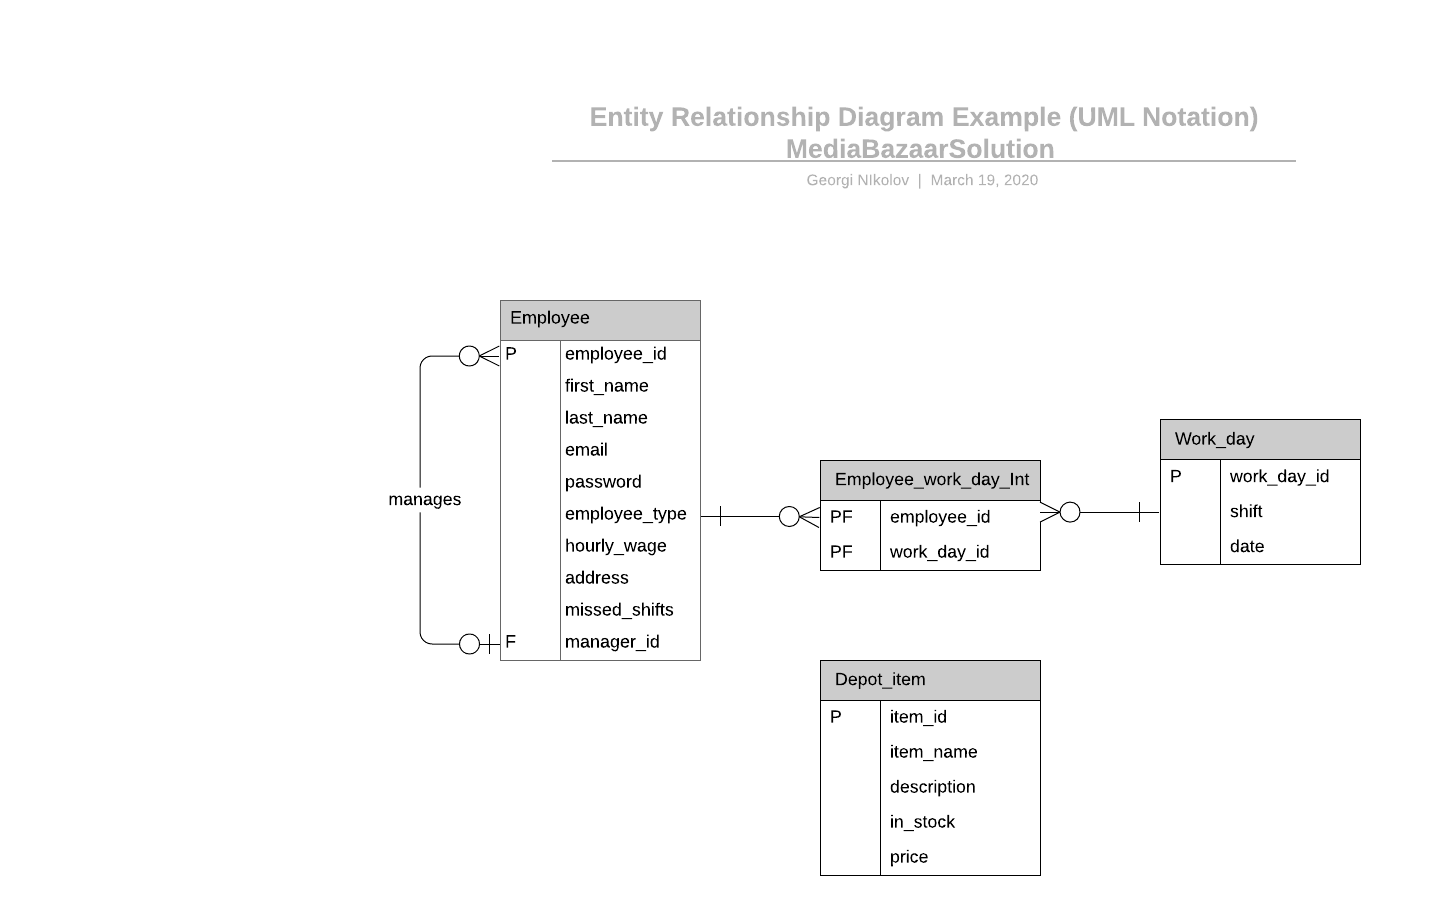 Entity Relationship Diagram Example (UML Notation)
MediaBazaarSolution
Georgi NIkolov | March 19, 2020
Employee
P employee_id
first_name
last_name
email
password
employee_type
hourly_wage
address
missed_shifts
F manager_id
manages
Employee_work_day_Int
PF employee_id
PF work_day_id
Work_day
P work_day_id
shift
date
Depot_item
P item_id
item_name
description
in_stock
price